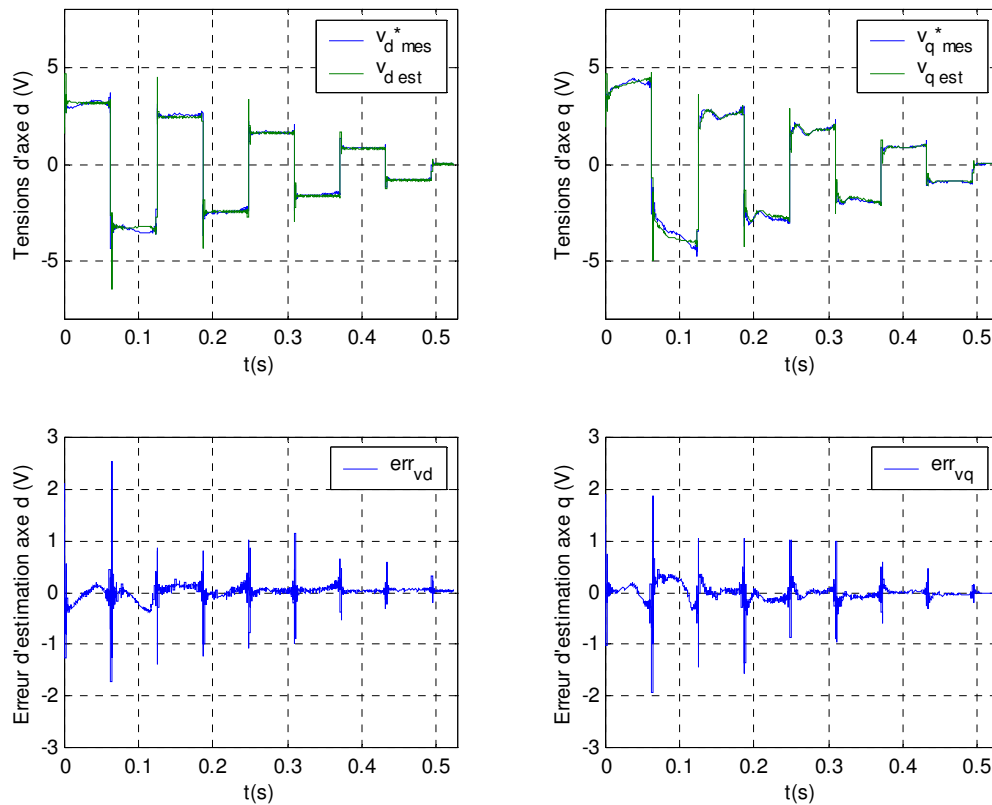 Tensions d'axe d (V)
5
0
-5
v_d*_mes
v_d est
0 0.1 0.2 0.3 0.4 0.5
t(s)
Tensions d'axe q (V)
5
0
-5
v_q*_mes
v_q est
0 0.1 0.2 0.3 0.4 0.5
t(s)
Erreur d'estimation axe d (V)
3
2
1
0
-1
-2
-3
err_vd
0 0.1 0.2 0.3 0.4 0.5
t(s)
Erreur d'estimation axe q (V)
3
2
1
0
-1
-2
-3
err_vq
0 0.1 0.2 0.3 0.4 0.5
t(s)